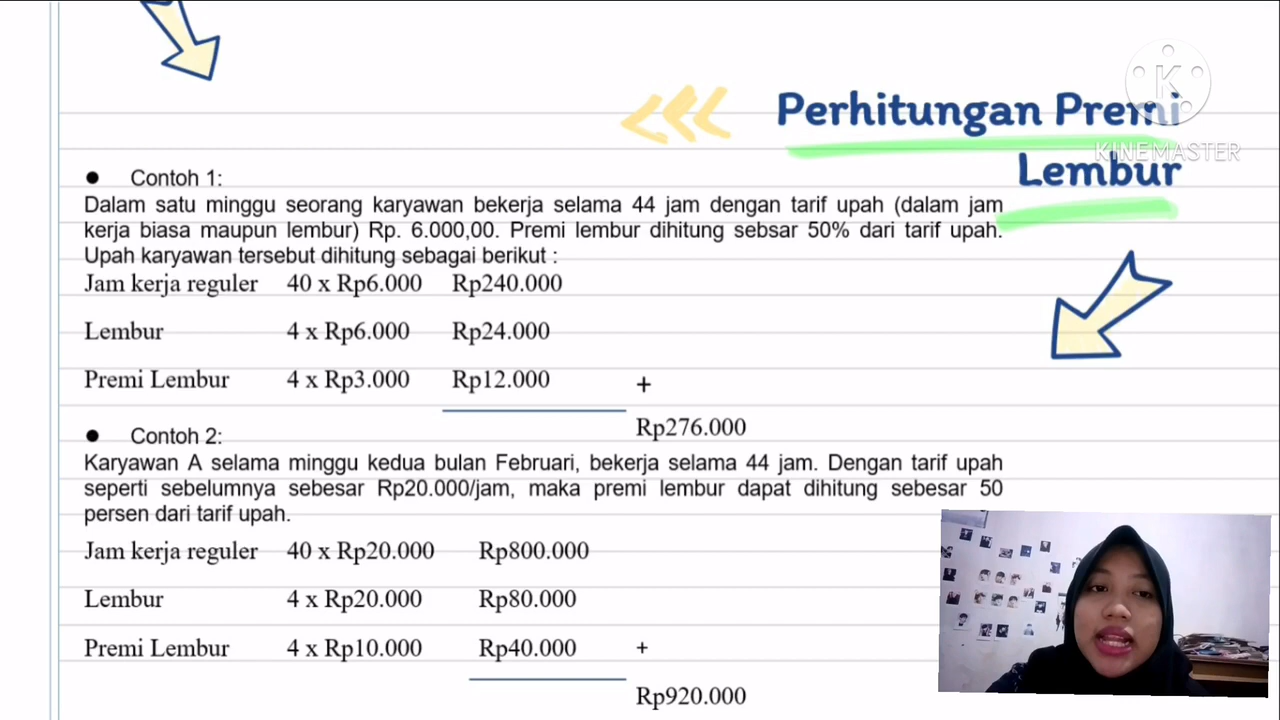 Perhitungan Premi
Lembur
KINEMASTER
● Contoh 1:
Dalam satu minggu seorang karyawan bekerja selama 44 jam dengan tarif upah (dalam jam
kerja biasa maupun lembur) Rp. 6.000,00. Premi lembur dihitung sebsar 50% dari tarif upah.
Upah karyawan tersebut dihitung sebagai berikut :
Jam kerja reguler 40 x Rp6.000 Rp240.000
Lembur 4 x Rp6.000 Rp24.000
Premi Lembur 4 x Rp3.000 Rp12.000 +
Rp276.000
● Contoh 2:
Karyawan A selama minggu kedua bulan Februari, bekerja selama 44 jam. Dengan tarif upah
seperti sebelumnya sebesar Rp20.000/jam, maka premi lembur dapat dihitung sebesar 50
persen dari tarif upah.
Jam kerja reguler 40 x Rp20.000 Rp800.000
Lembur 4 x Rp20.000 Rp80.000
Premi Lembur 4 x Rp10.000 Rp40.000 +
Rp920.000